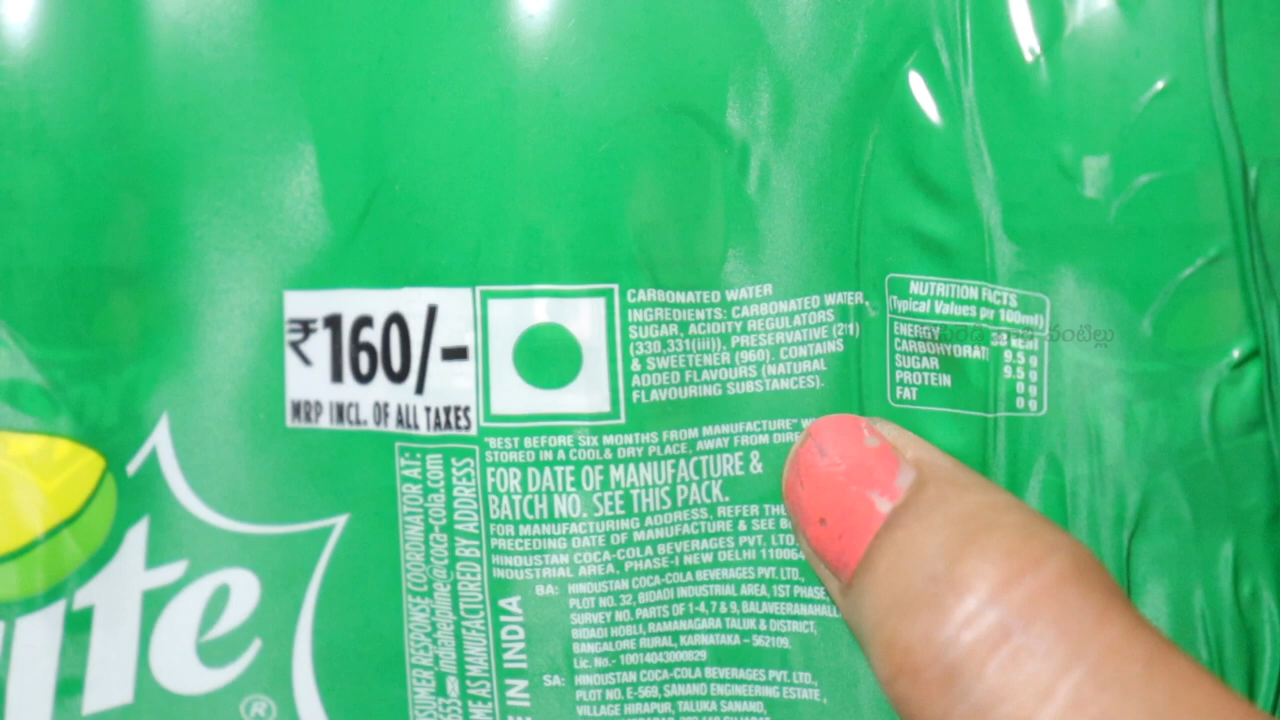 ₹160/-
MRP INCL. OF ALL TAXES
CARBONATED WATER
INGREDIENTS: CARBONATED WATER,
SUGAR, ACIDITY REGULATORS
(330,331(iii)), PRESERVATIVE (211)
& SWEETENER (960). CONTAINS
ADDED FLAVOURS (NATURAL
FLAVOURING SUBSTANCES).
NUTRITION FACTS
(Typical Values per 100ml)
ENERGY kcal
CARBOHYDRAT 9.5 g
SUGAR 9.5 g
PROTEIN 0 g
FAT 0 g
వంటిల్లు
"BEST BEFORE SIX MONTHS FROM MANUFACTURE"
STORED IN A COOL & DRY PLACE, AWAY FROM DIRE
FOR DATE OF MANUFACTURE &
BATCH NO. SEE THIS PACK.
FOR MANUFACTURING ADDRESS, REFER THE
PRECEDING DATE OF MANUFACTURE & SEE B
HINDUSTAN COCA-COLA BEVERAGES PVT. LTD
INDUSTRIAL AREA, PHASE-I NEW DELHI 110064
BA: HINDUSTAN COCA-COLA BEVERAGES PVT. LTD.,
PLOT NO. 32, BIDADI INDUSTRIAL AREA, 1ST PHASE,
SURVEY NO. PARTS OF 1-4, 7 & 9, BALAVEERANAHALL
BIDADI HOBLI, RAMANAGARA TALUK & DISTRICT,
BANGALORE RURAL, KARNATAKA – 562109,
Lic. No.- 10014043000829
SA: HINDUSTAN COCA-COLA BEVERAGES PVT. LTD.,
PLOT NO. E-569, SANAND ENGINEERING ESTATE,
VILLAGE HIRAPUR, TALUKA SANAND,
SUMER RESPONSE COORDINATOR AT:
653 indiahelpline@coca-cola.com
ME AS MANUFACTURED BY ADDRESS
E IN INDIA
ite
®